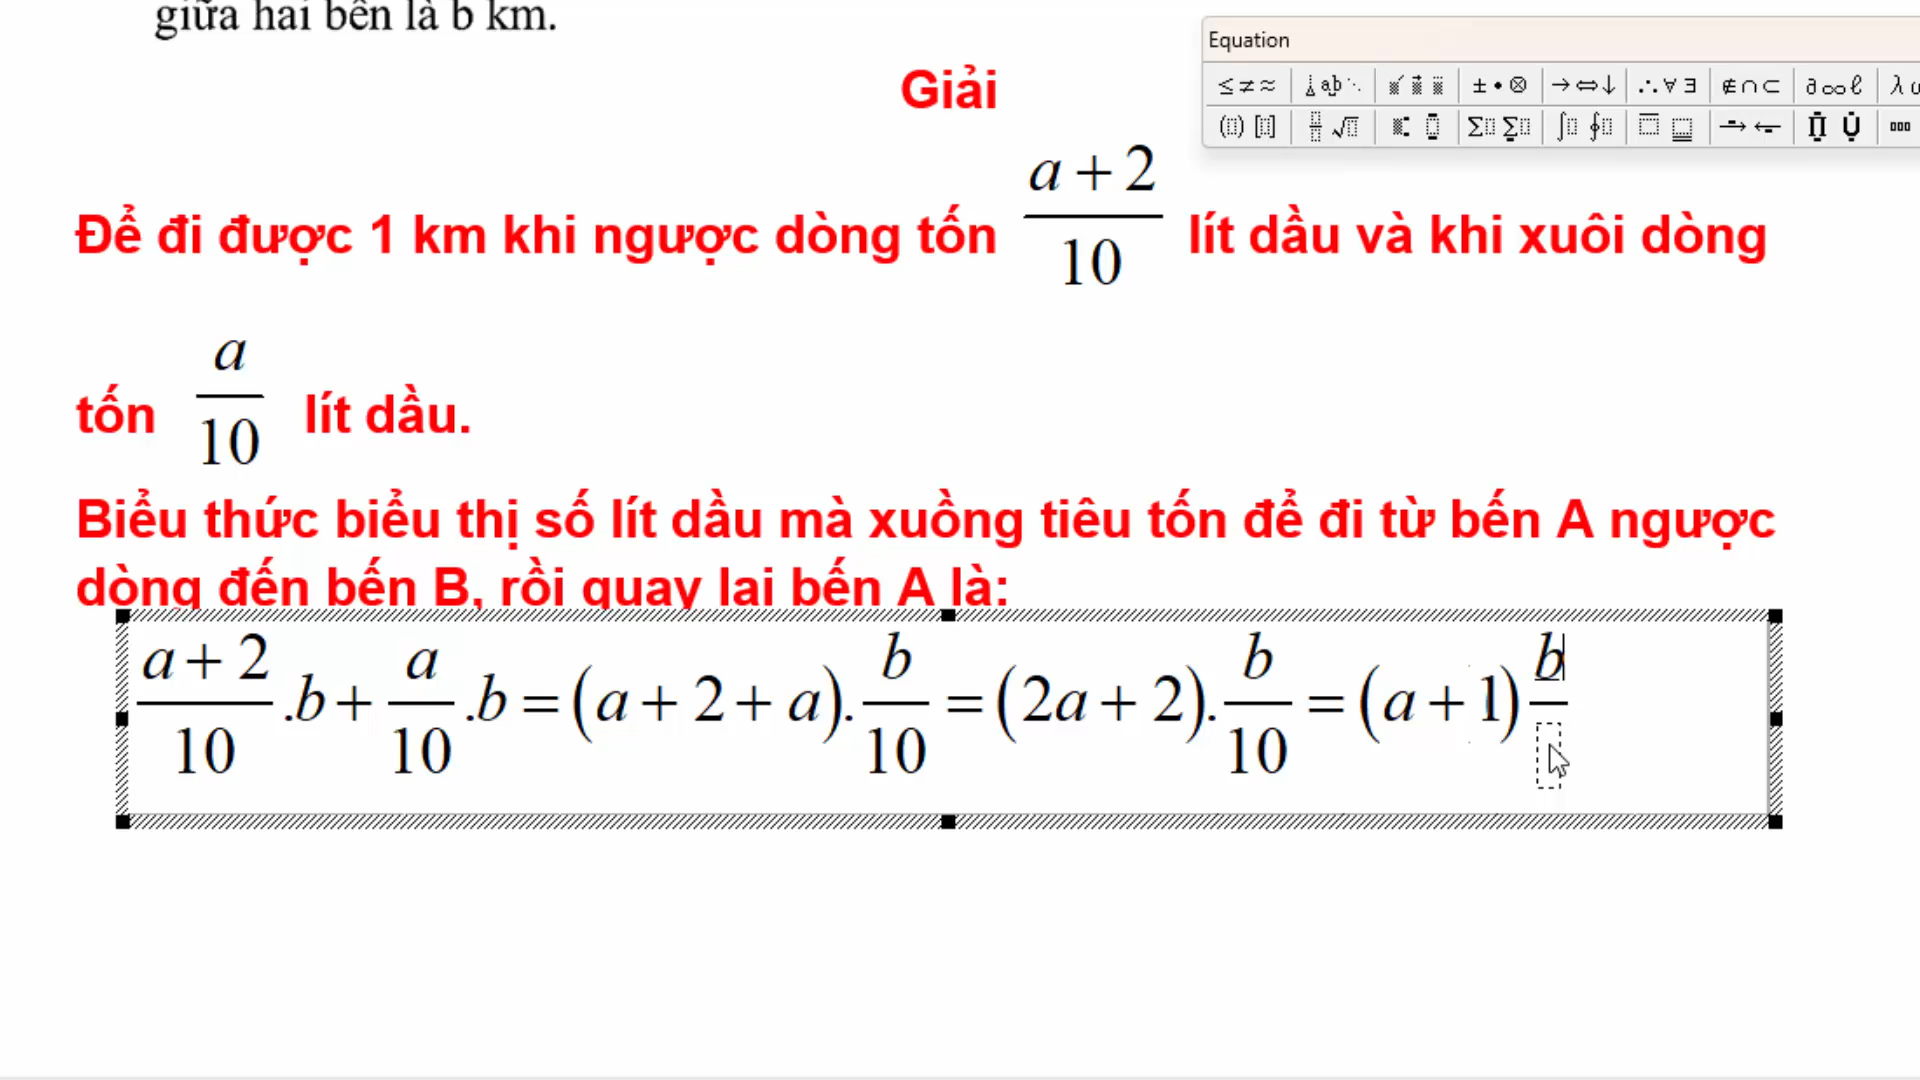 giữa hai bến là b km.
Equation
Giải
Để đi được 1 km khi ngược dòng tốn (a+2)/10 lít dầu và khi xuôi dòng
tốn a/10 lít dầu.
Biểu thức biểu thị số lít dầu mà xuồng tiêu tốn để đi từ bến A ngược
dòng đến bến B, rồi quay lại bến A là:
(a+2)/10 .b + a/10 .b = (a+2+a). b/10 = (2a+2). b/10 = (a+1) b/